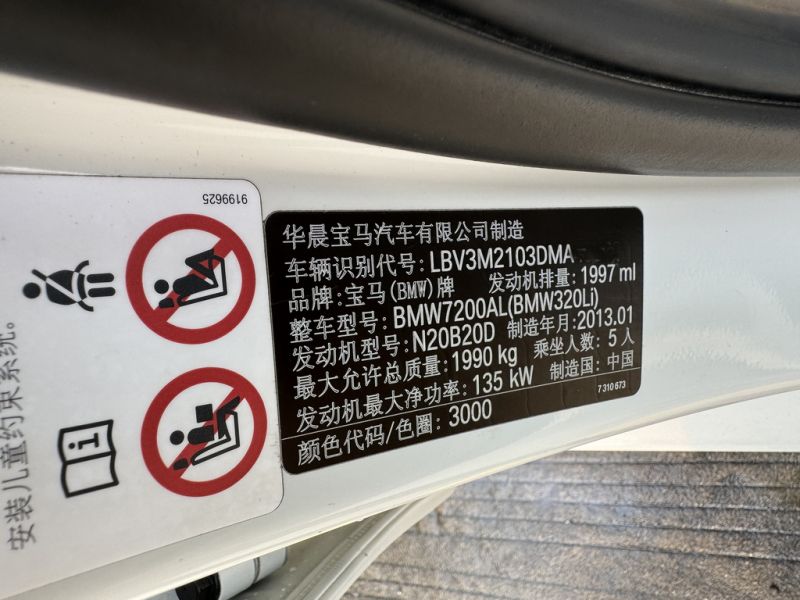 9199625
安装儿童约束系统。
华晨宝马汽车有限公司制造
车辆识别代号: LBV3M2103DMA
品牌: 宝马(BMW)牌 发动机排量: 1997 ml
整车型号: BMW7200AL(BMW320Li)
发动机型号: N20B20D 制造年月: 2013.01
最大允许总质量: 1990 kg 乘坐人数: 5人
发动机最大净功率: 135 kW 制造国: 中国
颜色代码/色圈: 3000
7310673